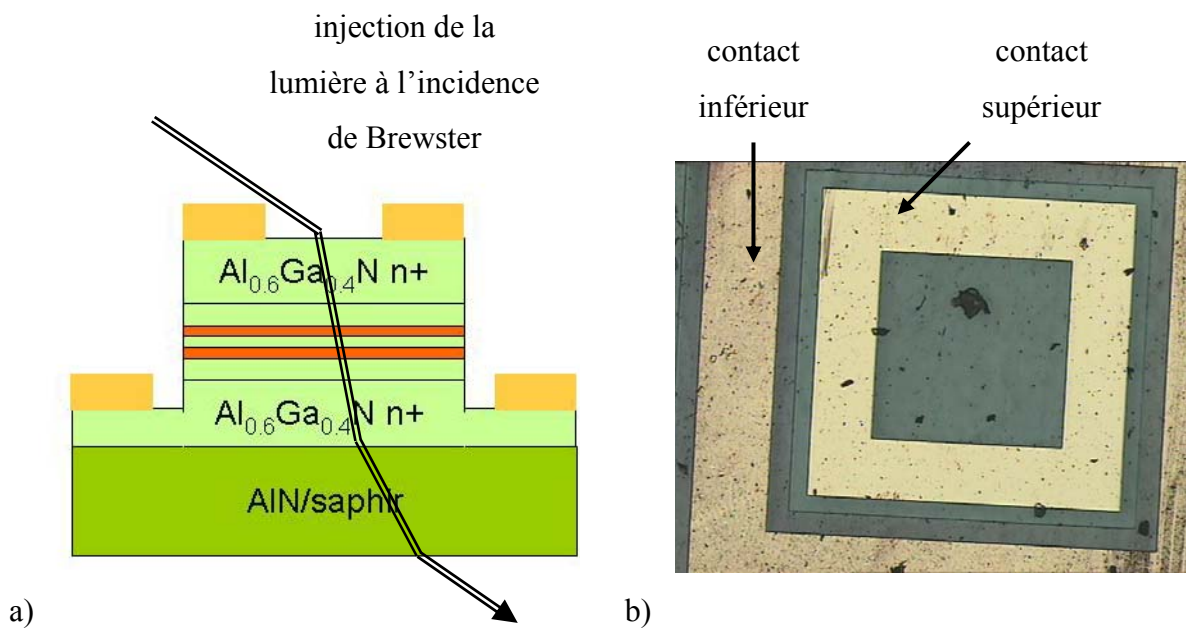 injection de la
lumière à l’incidence
de Brewster
contact
inférieur
contact
supérieur
Al0.6Ga0.4N n+
Al0.6Ga0.4N n+
AlN/saphir
a)
b)